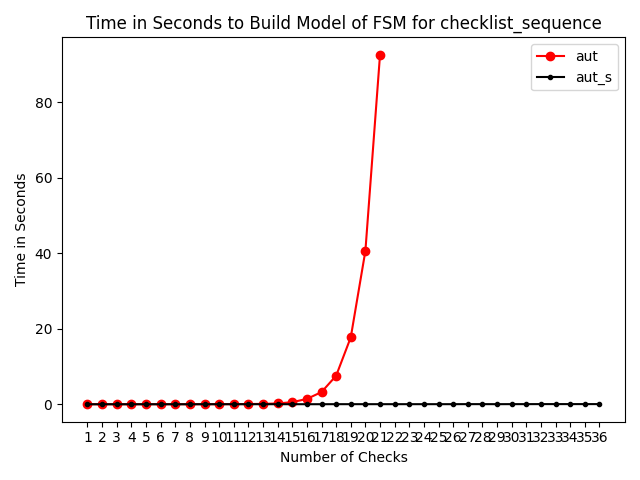 Time in Seconds to Build Model of FSM for checklist_sequence
aut
aut_s
80
60
40
20
0
Time in Seconds
1 2 3 4 5 6 7 8 9 10 11 12 13 14 15 16 17 18 19 20 21 22 23 24 25 26 27 28 29 30 31 32 33 34 35 36
Number of Checks